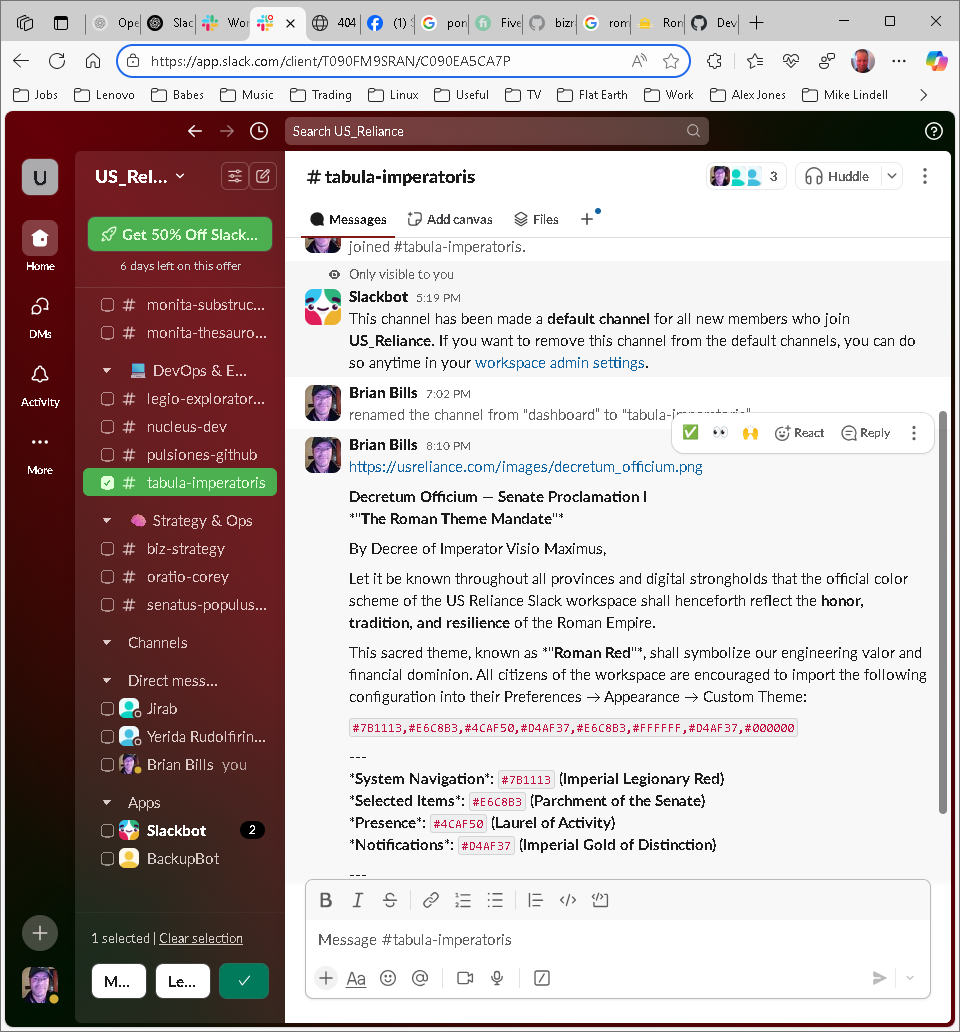 Ope
Slac
Wor
404
(1) S
pon
Five
bizn
rom
Ron
Dev
https://app.slack.com/client/T090FM9SRAN/C090EA5CA7P
Jobs
Lenovo
Babes
Music
Trading
Linux
Useful
TV
Flat Earth
Work
Alex Jones
Mike Lindell
Search US_Reliance
U
US_Rel...
Get 50% Off Slack...
6 days left on this offer
Home
DMs
Activity
More
# monita-substruc...
# monita-thesauro...
DevOps & E...
# legio-explorator...
# nucleus-dev
# pulsiones-github
# tabula-imperatoris
Strategy & Ops
# biz-strategy
# oratio-corey
# senatus-populus...
Channels
Direct mess...
Jirab
Yerida Rudolfirin...
Brian Bills you
Apps
Slackbot 2
BackupBot
1 selected | Clear selection
M...
Le...
# tabula-imperatoris
3
Huddle
Messages
Add canvas
Files
joined #tabula-imperatoris.
Only visible to you
Slackbot 5:19 PM
This channel has been made a default channel for all new members who join
US_Reliance. If you want to remove this channel from the default channels, you can do
so anytime in your workspace admin settings.
Brian Bills 7:02 PM
renamed the channel from "dashboard" to "tabula-imperatoris"
React
Reply
Brian Bills 8:10 PM
https://usreliance.com/images/decretum_officium.png
Decretum Officium — Senate Proclamation I
*"The Roman Theme Mandate"*
By Decree of Imperator Visio Maximus,
Let it be known throughout all provinces and digital strongholds that the official color
scheme of the US Reliance Slack workspace shall henceforth reflect the honor,
tradition, and resilience of the Roman Empire.
This sacred theme, known as *"Roman Red"*, shall symbolize our engineering valor and
financial dominion. All citizens of the workspace are encouraged to import the following
configuration into their Preferences → Appearance → Custom Theme:
#7B1113,#E6C8B3,#4CAF50,#D4AF37,#E6C8B3,#FFFFFF,#D4AF37,#000000
---
*System Navigation*: #7B1113 (Imperial Legionary Red)
*Selected Items*: #E6C8B3 (Parchment of the Senate)
*Presence*: #4CAF50 (Laurel of Activity)
*Notifications*: #D4AF37 (Imperial Gold of Distinction)
---
Message #tabula-imperatoris
Aa